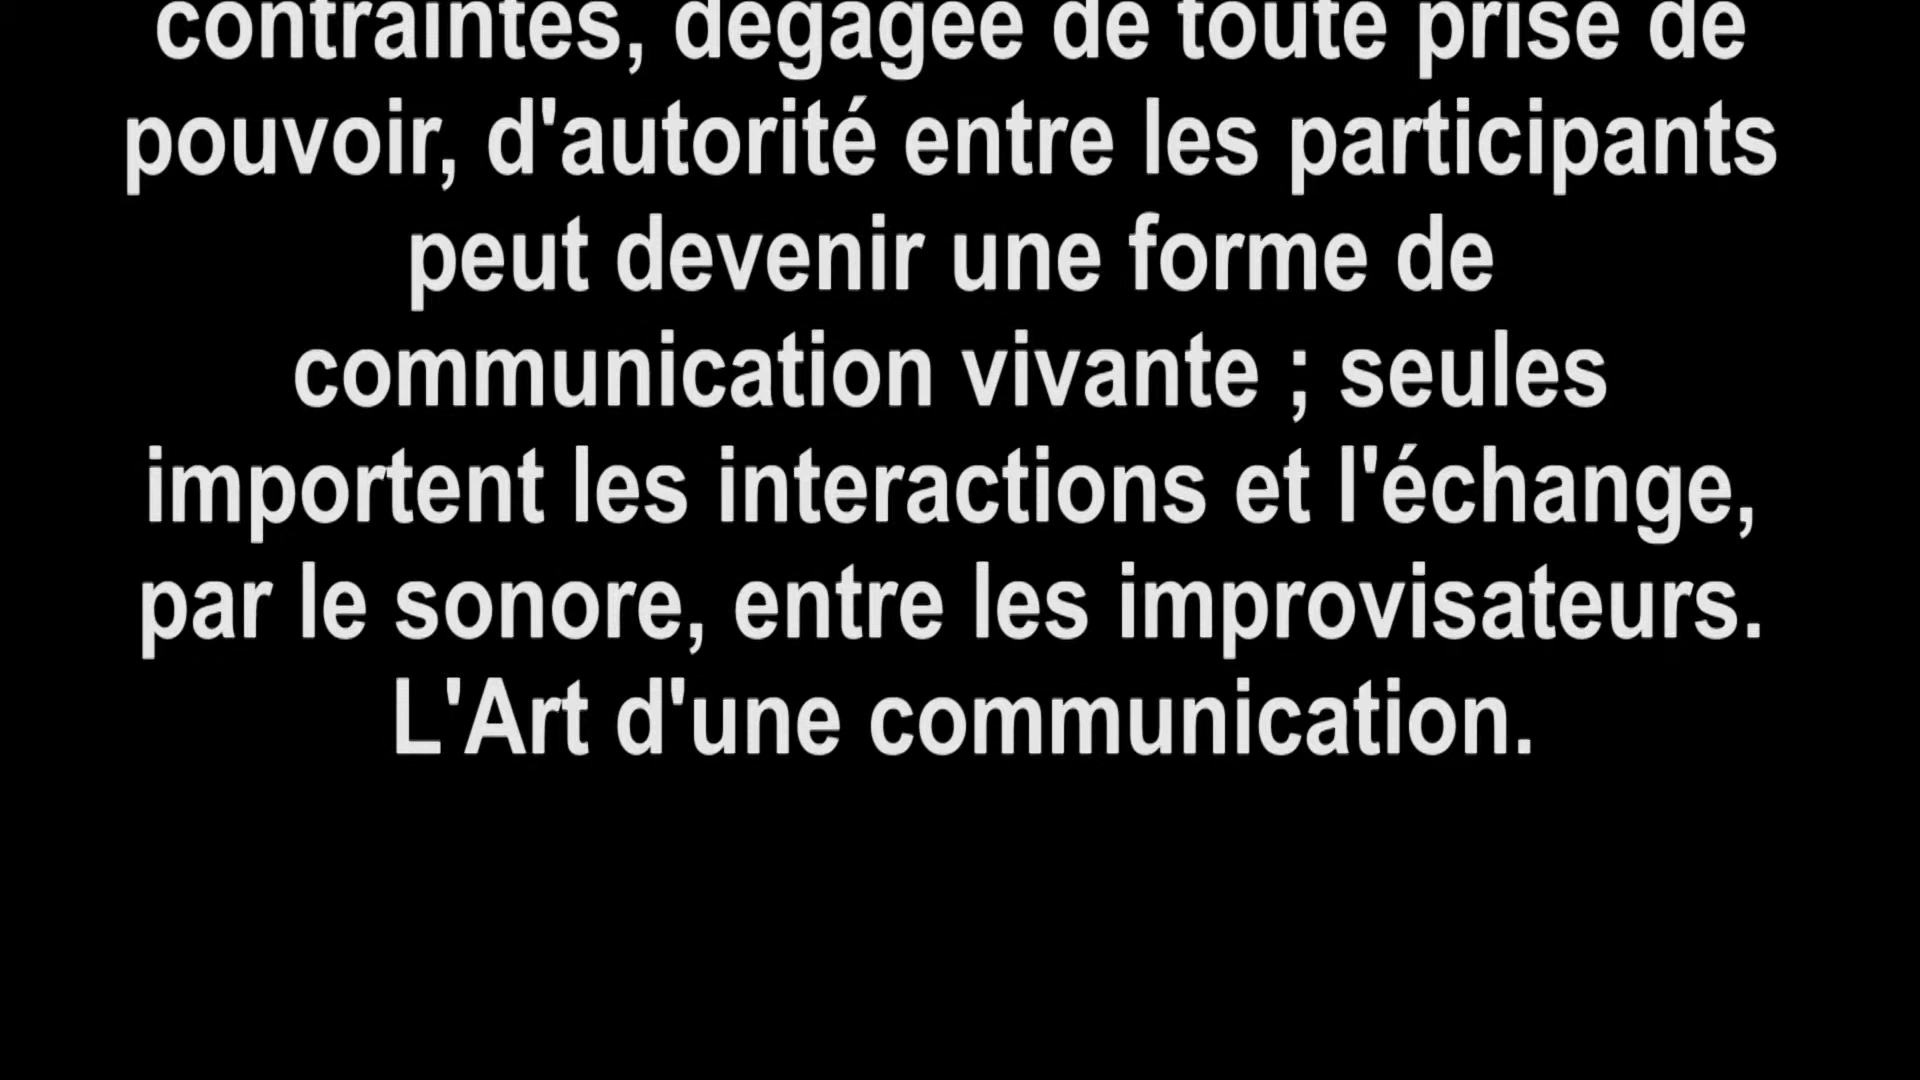 contraintes, dégagée de toute prise de
pouvoir, d'autorité entre les participants
peut devenir une forme de
communication vivante ; seules
importent les interactions et l'échange,
par le sonore, entre les improvisateurs.
L'Art d'une communication.